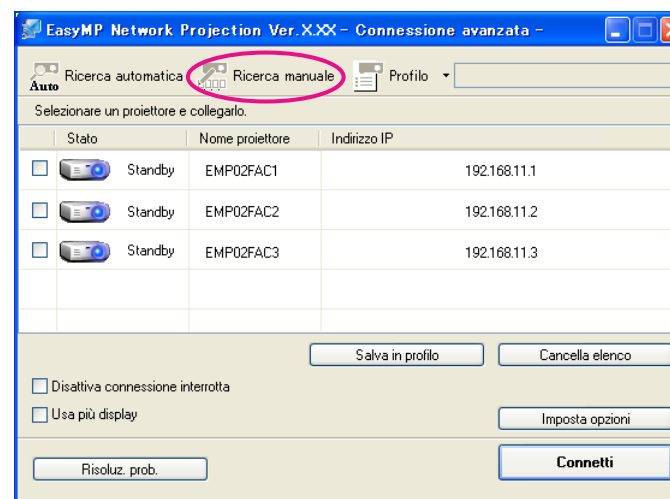 EasyMP Network Projection Ver.X.XX - Connessione avanzata -
Auto Ricerca automatica Ricerca manuale Profilo
Selezionare un proiettore e collegarlo.
Stato Nome proiettore Indirizzo IP
Standby EMP02FAC1 192.168.11.1
Standby EMP02FAC2 192.168.11.2
Standby EMP02FAC3 192.168.11.3
Salva in profilo Cancella elenco
Disattiva connessione interrotta
Usa più display
Imposta opzioni
Risoluz. prob. Connetti